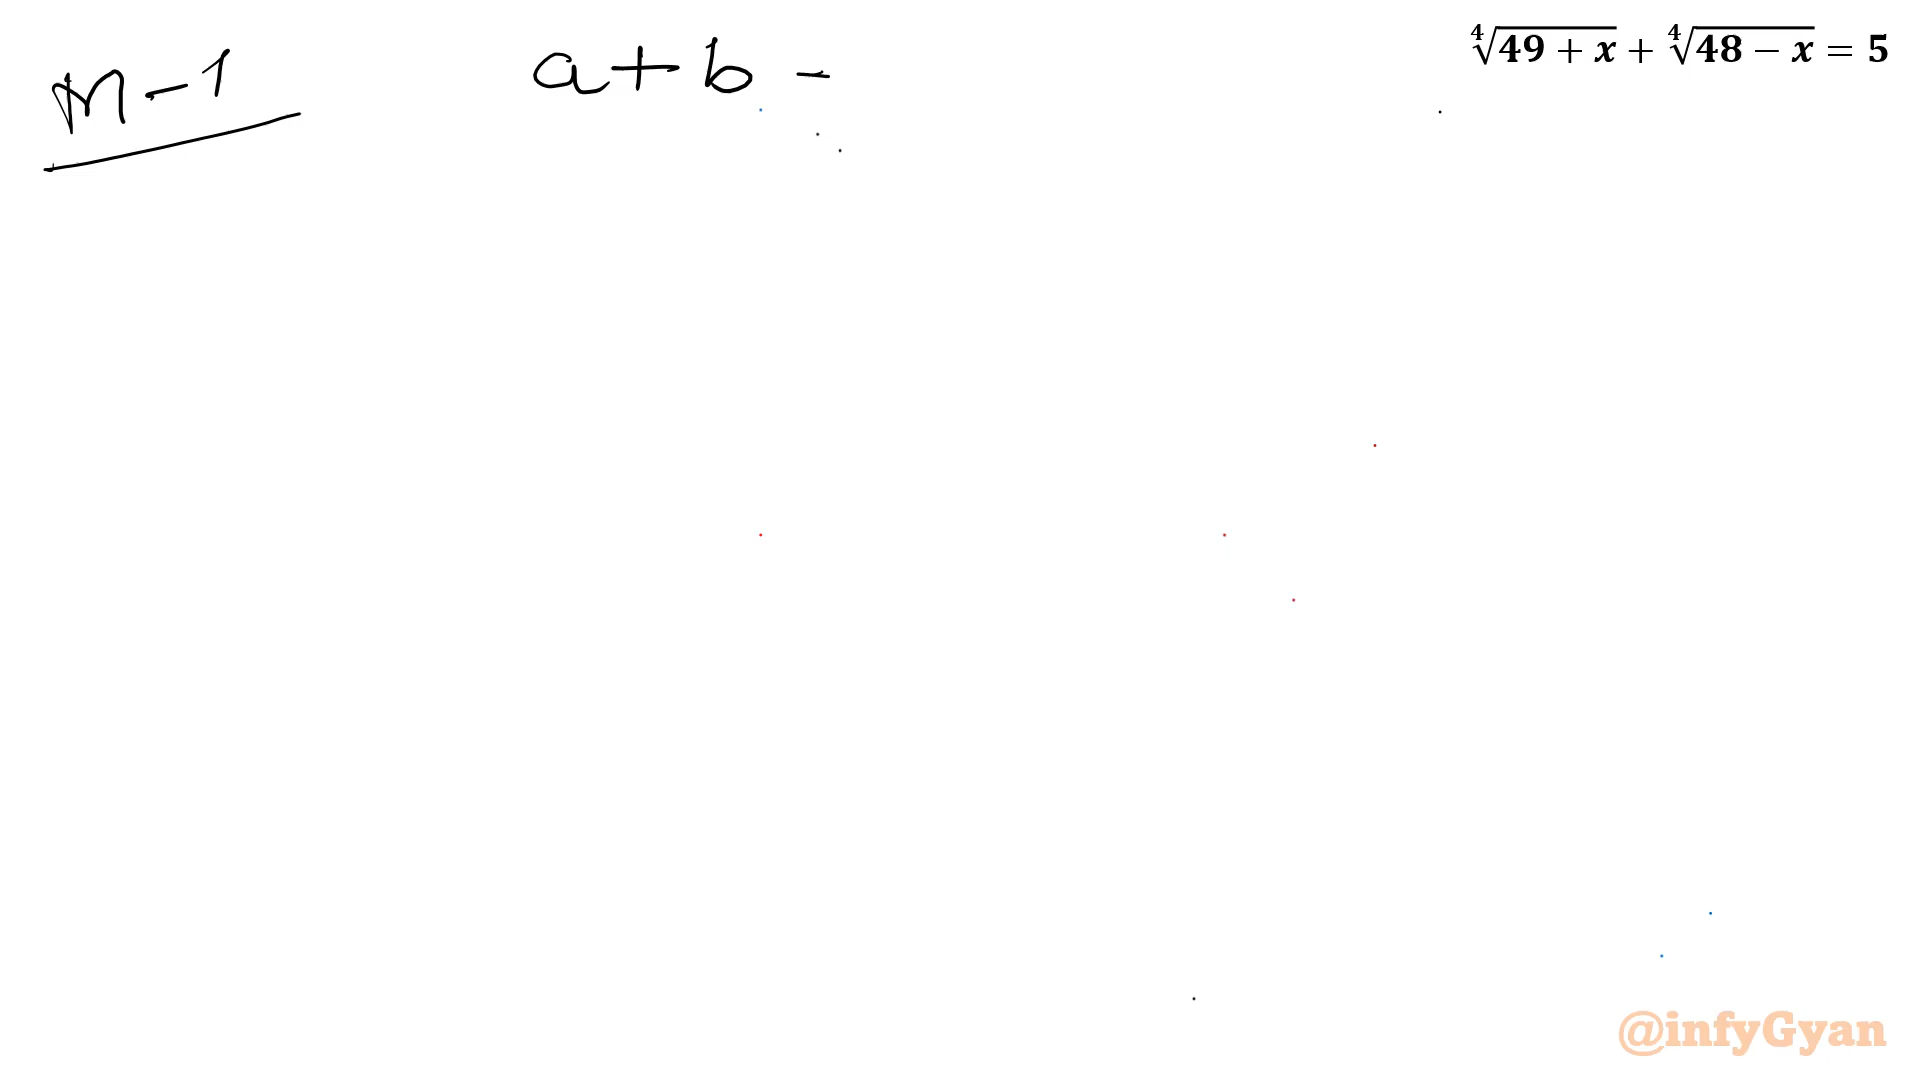 m-1
a+b-
∜49 + x + ∜48 − x = 5
@infyGyan